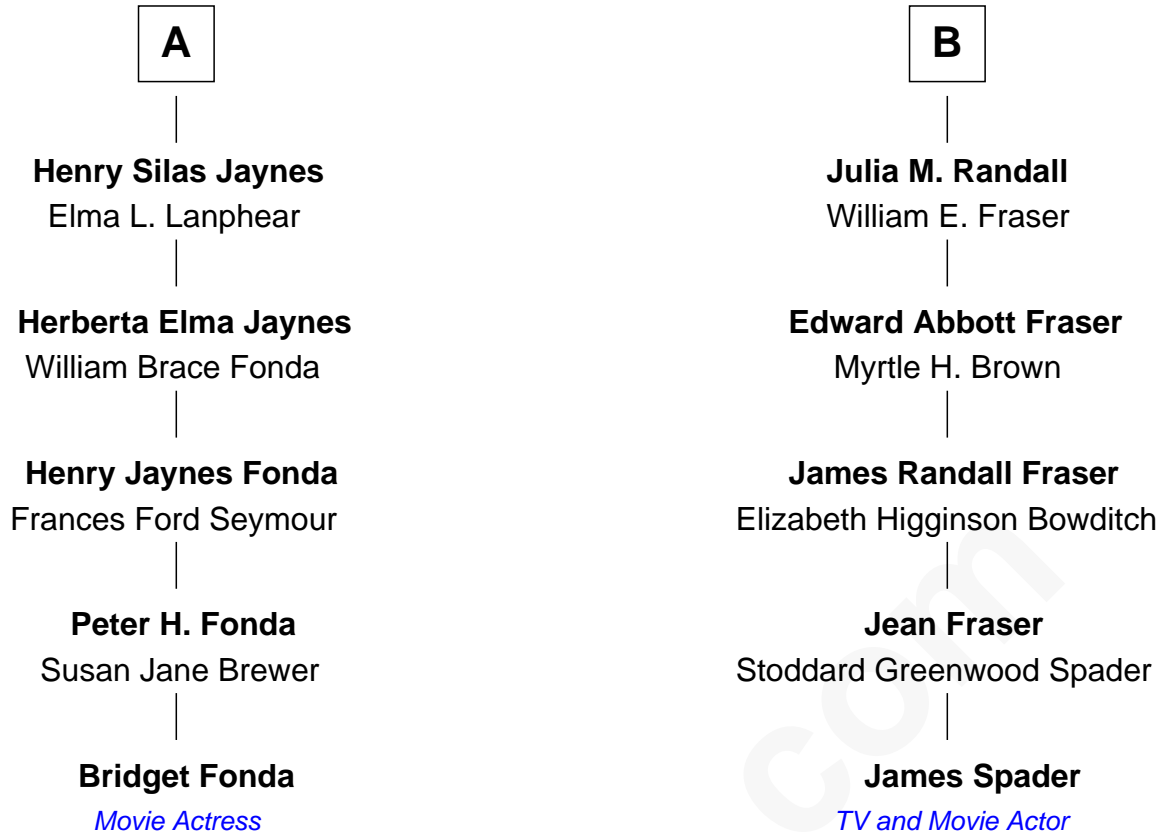 A
Henry Silas Jaynes
Elma L. Lanphear
Herberta Elma Jaynes
William Brace Fonda
Henry Jaynes Fonda
Frances Ford Seymour
Peter H. Fonda
Susan Jane Brewer
Bridget Fonda
Movie Actress
B
Julia M. Randall
William E. Fraser
Edward Abbott Fraser
Myrtle H. Brown
James Randall Fraser
Elizabeth Higginson Bowditch
Jean Fraser
Stoddard Greenwood Spader
James Spader
TV and Movie Actor
com